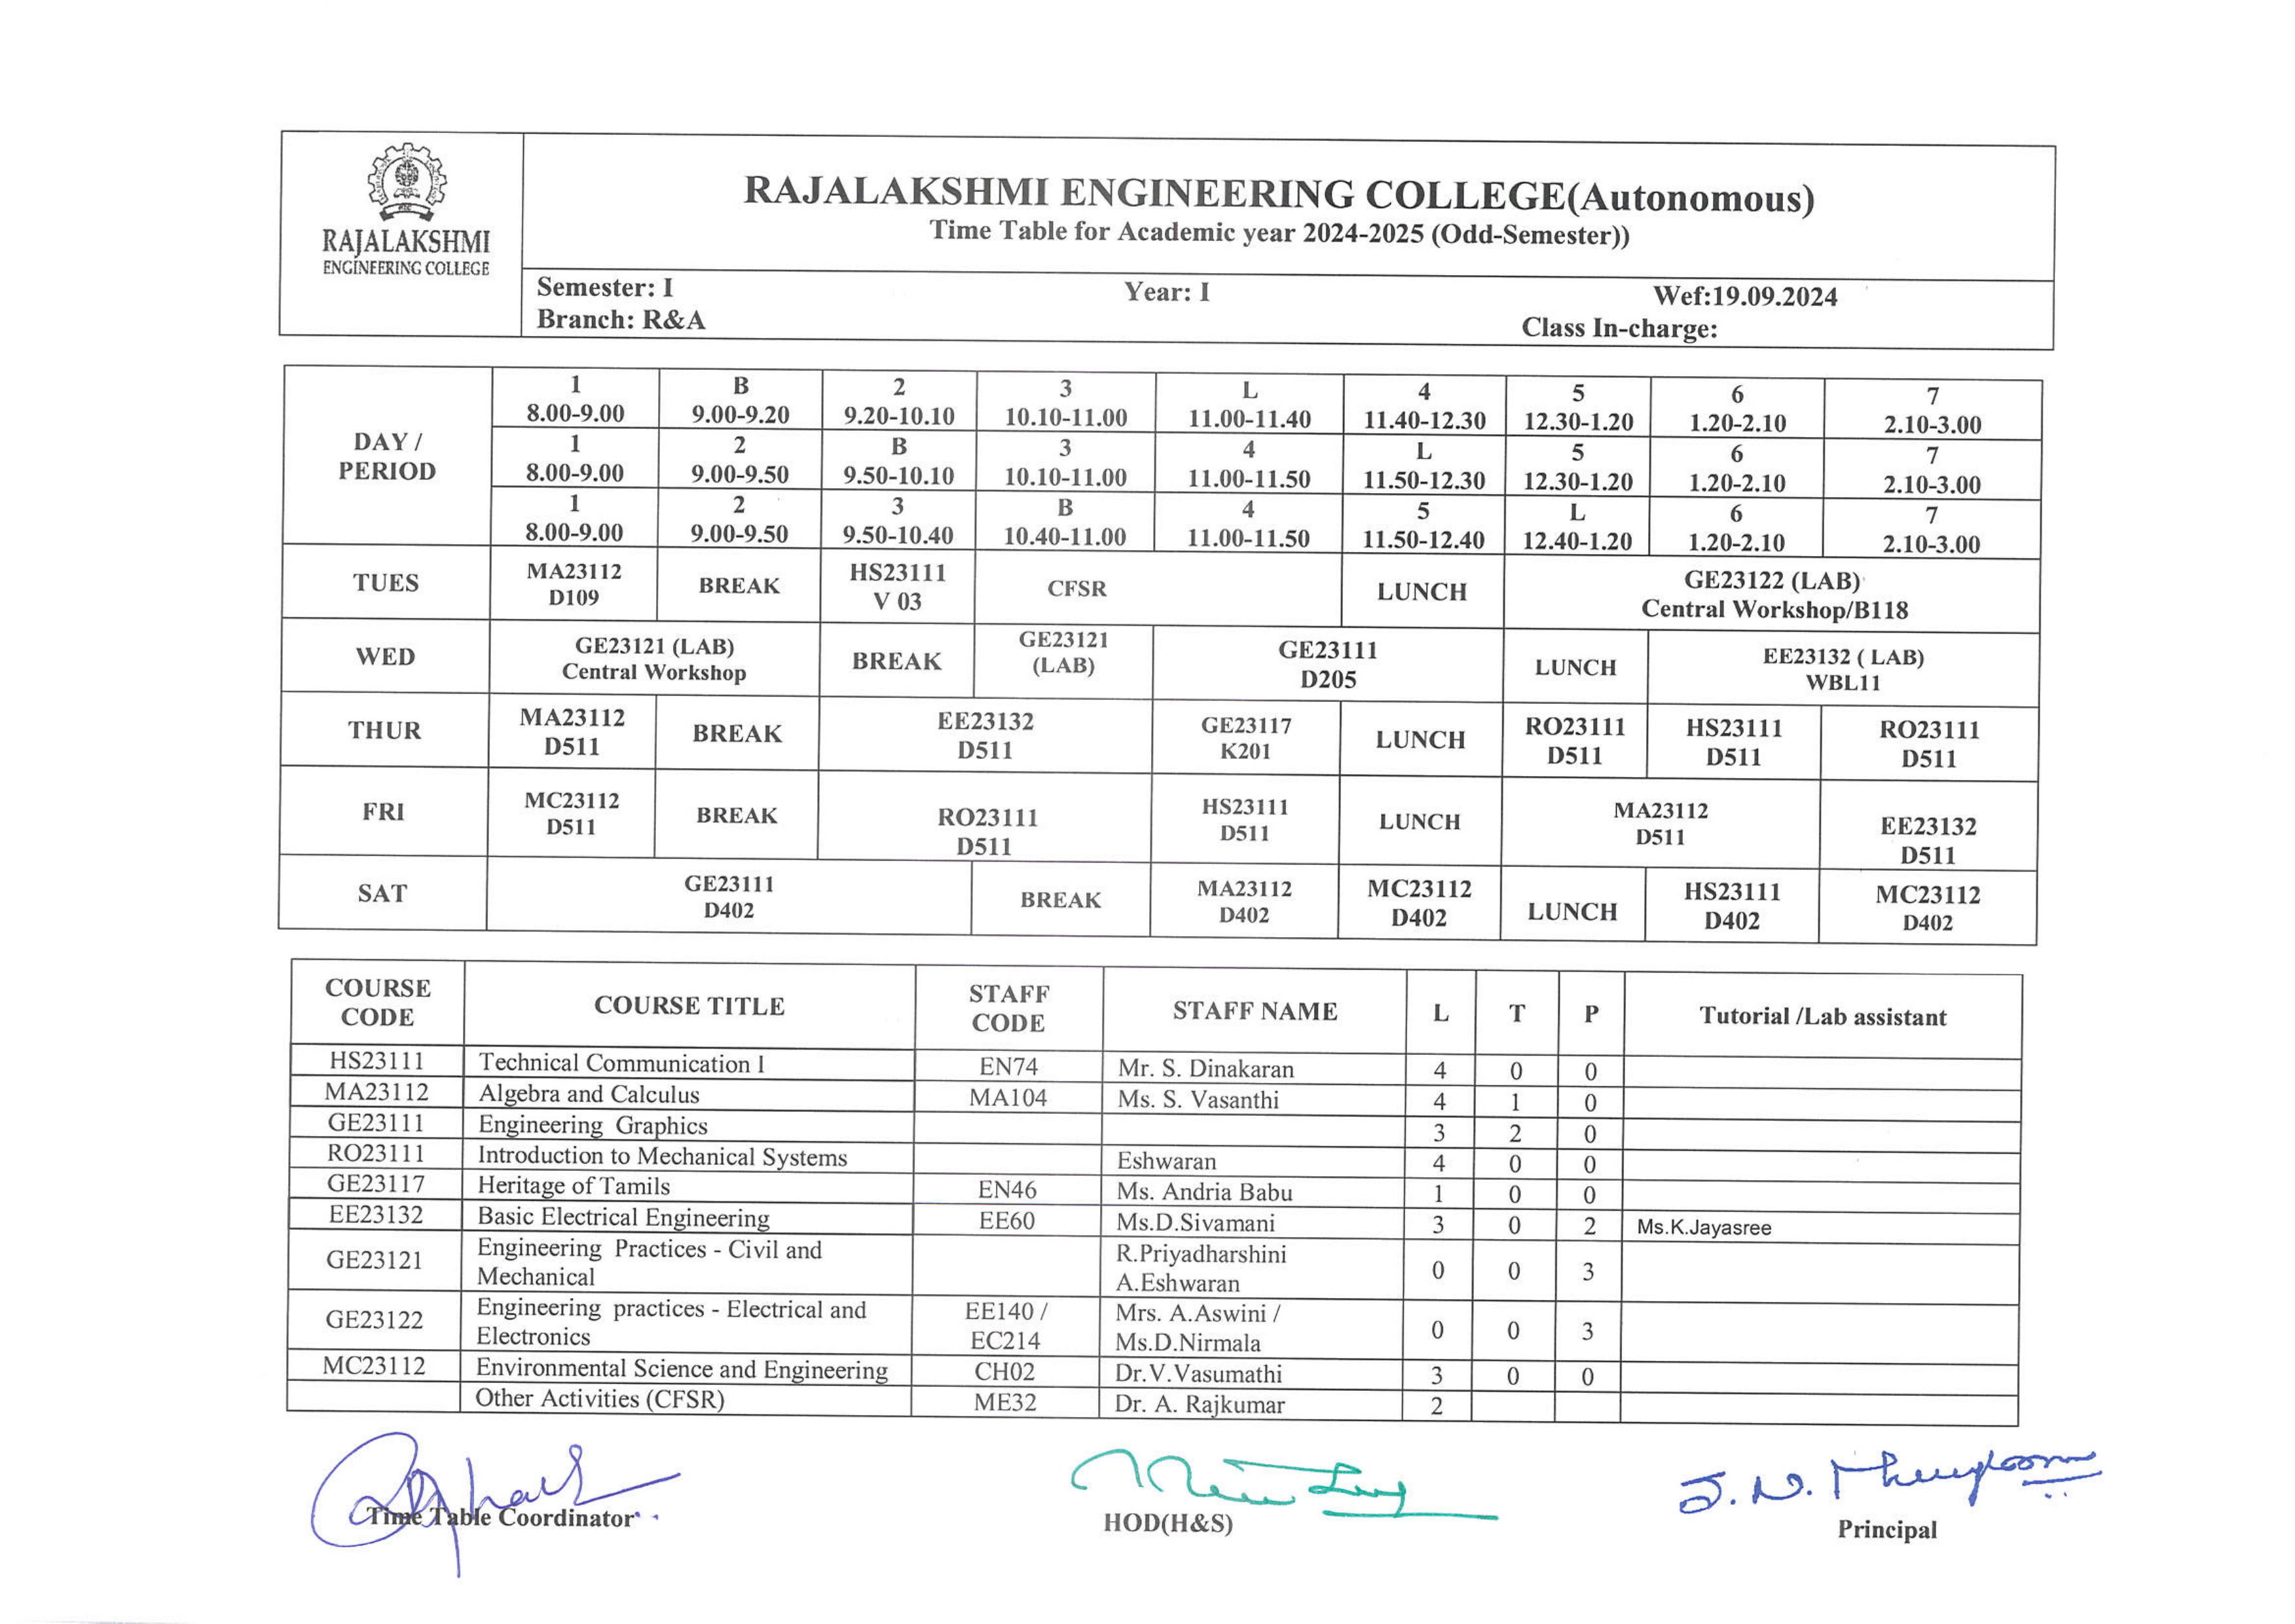 RAJALAKSHMI
ENGINEERING COLLEGE
RAJALAKSHMI ENGINEERING COLLEGE(Autonomous)
Time Table for Academic year 2024-2025 (Odd-Semester))
Semester: I Year: I Wef:19.09.2024
Branch: R&A Class In-charge:
DAY / PERIOD
1 B 2 3 L 4 5 6 7
8.00-9.00 9.00-9.20 9.20-10.10 10.10-11.00 11.00-11.40 11.40-12.30 12.30-1.20 1.20-2.10 2.10-3.00
1 2 B 3 4 L 5 6 7
8.00-9.00 9.00-9.50 9.50-10.10 10.10-11.00 11.00-11.50 11.50-12.30 12.30-1.20 1.20-2.10 2.10-3.00
1 2 3 B 4 5 L 6 7
8.00-9.00 9.00-9.50 9.50-10.40 10.40-11.00 11.00-11.50 11.50-12.40 12.40-1.20 1.20-2.10 2.10-3.00
TUES MA23112 BREAK HS23111 CFSR LUNCH GE23122 (LAB)
D109 V 03 Central Workshop/B118
WED GE23121 (LAB) BREAK GE23121 GE23111 LUNCH EE23132 ( LAB)
Central Workshop (LAB) D205 WBL11
THUR MA23112 BREAK EE23132 GE23117 LUNCH RO23111 HS23111 RO23111
D511 D511 K201 D511 D511 D511
FRI MC23112 BREAK RO23111 HS23111 LUNCH MA23112 EE23132
D511 D511 D511 D511 D511
SAT GE23111 BREAK MA23112 MC23112 LUNCH HS23111 MC23112
D402 D402 D402 D402 D402
COURSE CODE COURSE TITLE STAFF CODE STAFF NAME L T P Tutorial /Lab assistant
HS23111 Technical Communication I EN74 Mr. S. Dinakaran 4 0 0
MA23112 Algebra and Calculus MA104 Ms. S. Vasanthi 4 1 0
GE23111 Engineering Graphics 3 2 0
RO23111 Introduction to Mechanical Systems Eshwaran 4 0 0
GE23117 Heritage of Tamils EN46 Ms. Andria Babu 1 0 0
EE23132 Basic Electrical Engineering EE60 Ms.D.Sivamani 3 0 2 Ms.K.Jayasree
GE23121 Engineering Practices - Civil and Mechanical R.Priyadharshini A.Eshwaran 0 0 3
GE23122 Engineering practices - Electrical and Electronics EE140 / EC214 Mrs. A.Aswini / Ms.D.Nirmala 0 0 3
MC23112 Environmental Science and Engineering CH02 Dr.V.Vasumathi 3 0 0
Other Activities (CFSR) ME32 Dr. A. Rajkumar 2
Time Table Coordinator
HOD(H&S)
Principal